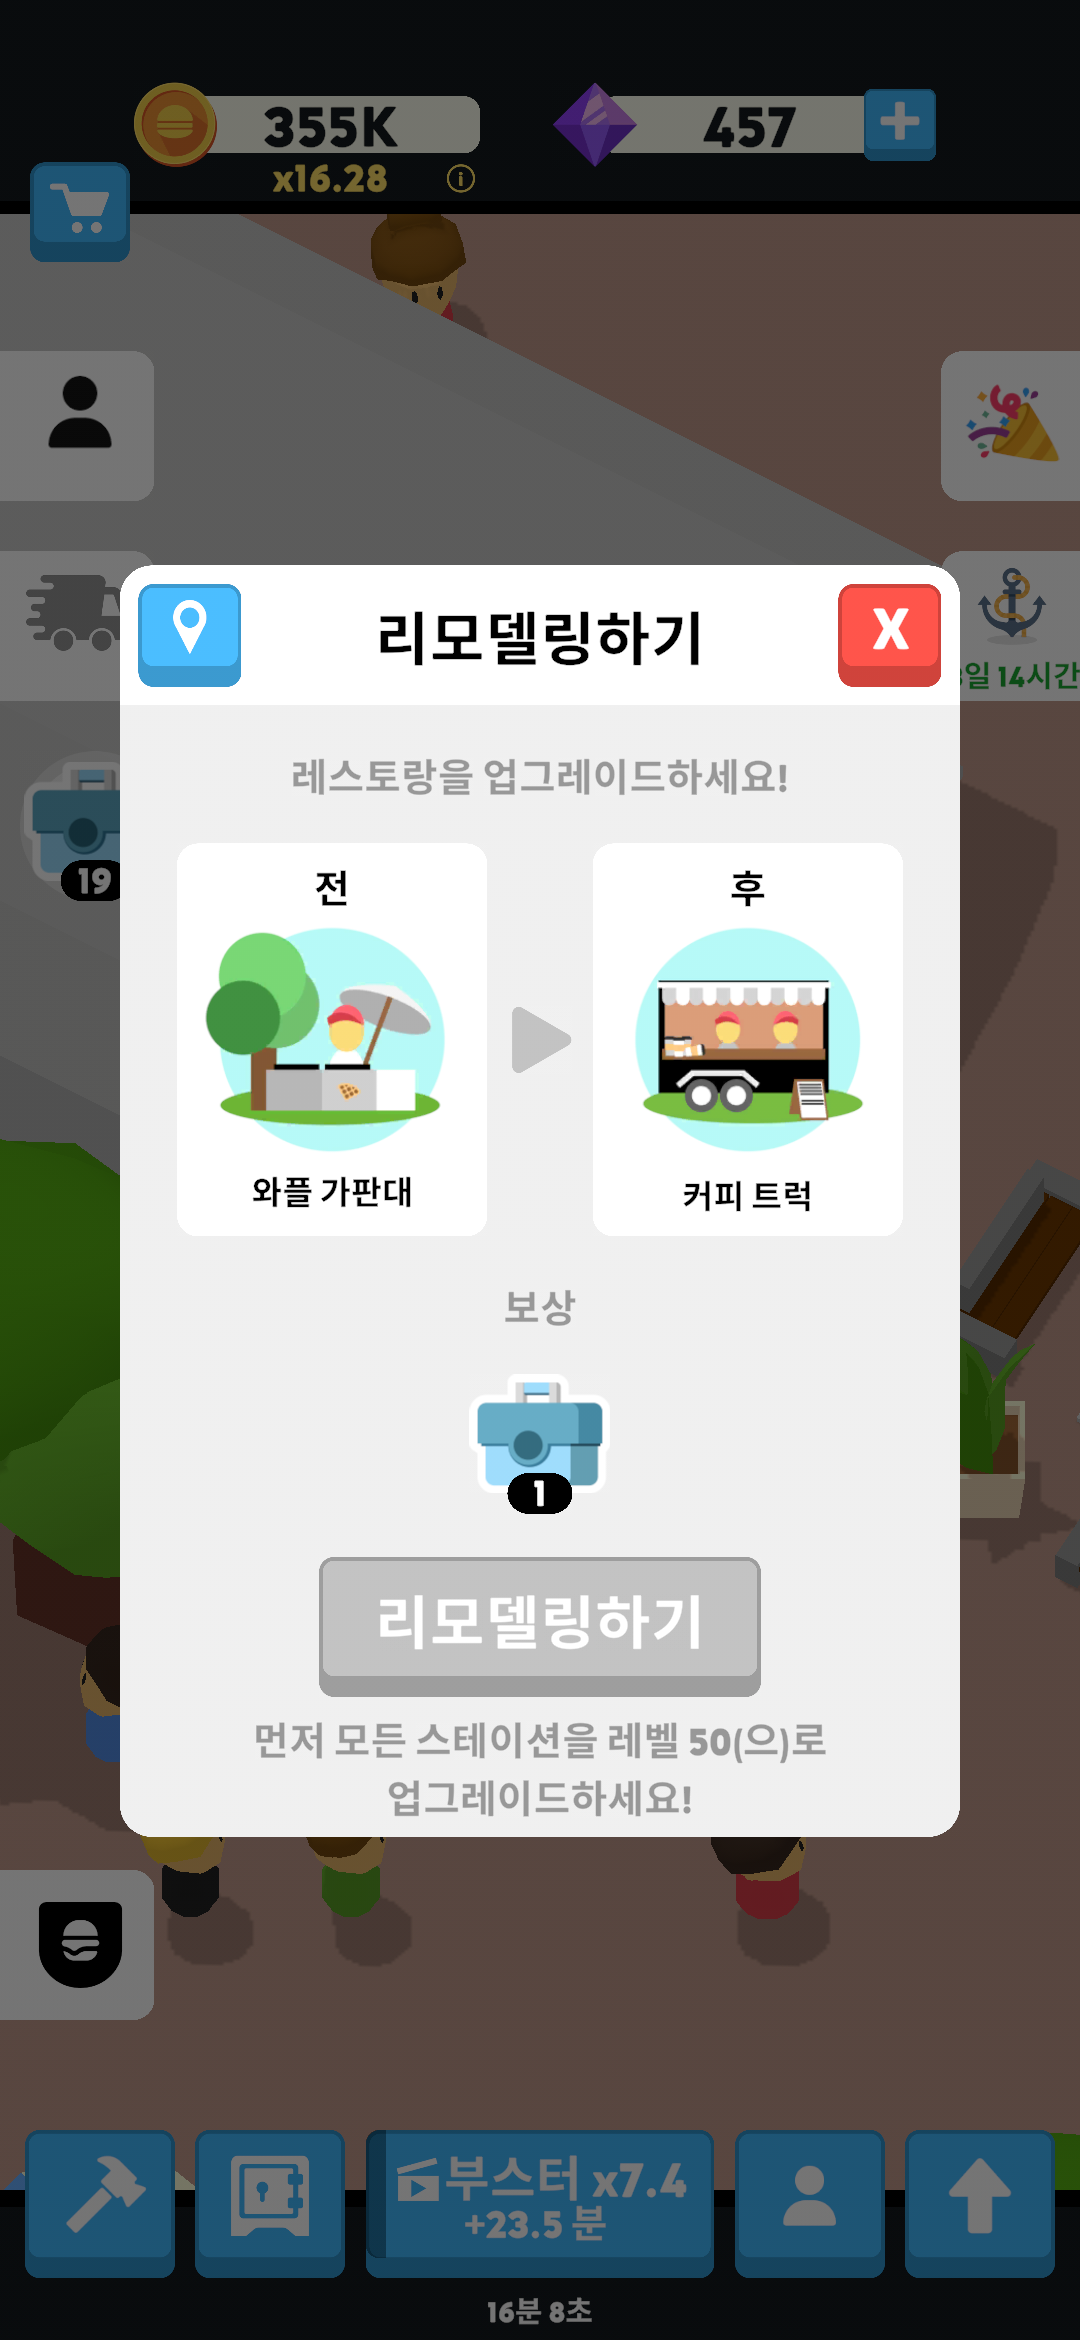 355K
457
x16.28
리모델링하기
X
일 14시간
레스토랑을 업그레이드하세요!
전
후
19
와플 가판대
커피 트럭
보상
1
리모델링하기
먼저 모든 스테이션을 레벨 50(으)로
업그레이드하세요!
부스터 x7.4
+23.5 분
16분 8초